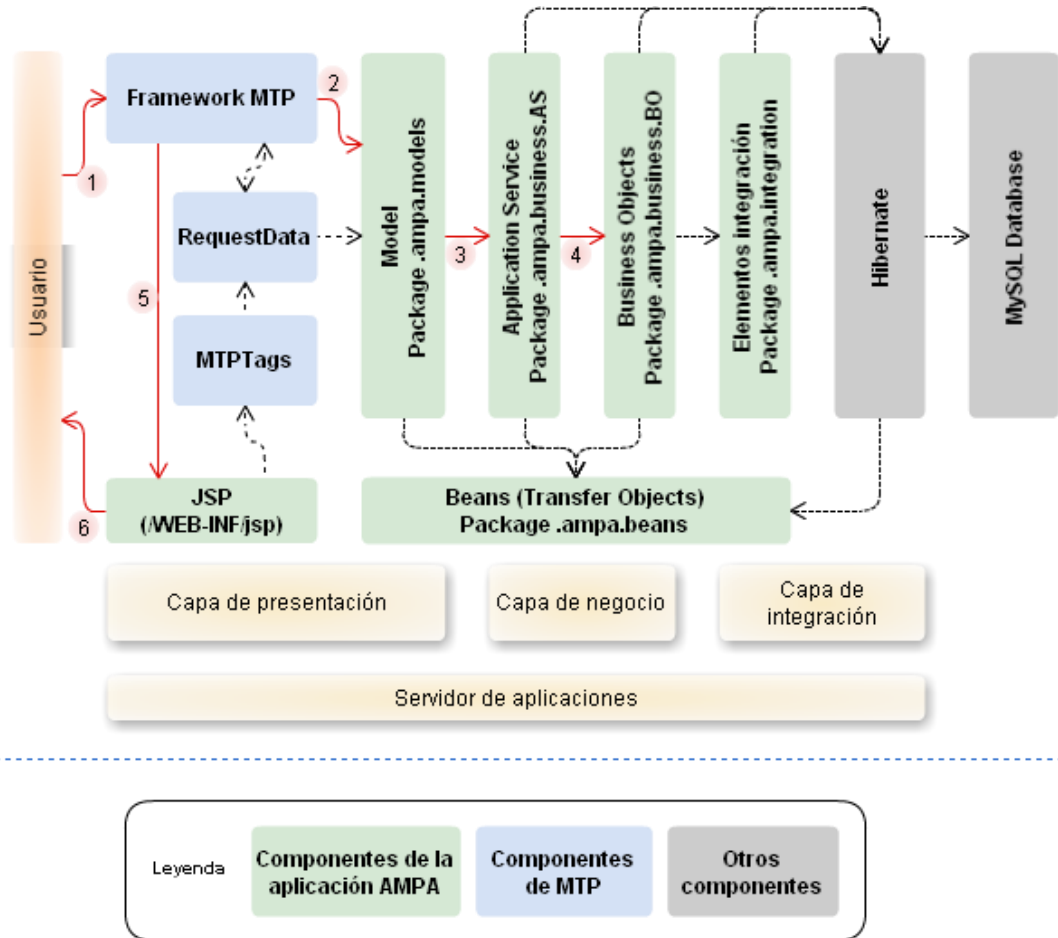 Framework MTP
2
1
RequestData
MTPTags
5
JSP
(/WEB-INF/jsp)
6
Usuario
Model
Package .ampa.models
3
Application Service
Package .ampa.business.AS
4
Business Objects
Package .ampa.business.BO
Elementos integración
Package .ampa.integration
Hibernate
MySQL Database
Beans (Transfer Objects)
Package .ampa.beans
Capa de presentación
Capa de negocio
Capa de
integración
Servidor de aplicaciones
Leyenda
Componentes de la
aplicación AMPA
Componentes
de MTP
Otros
componentes